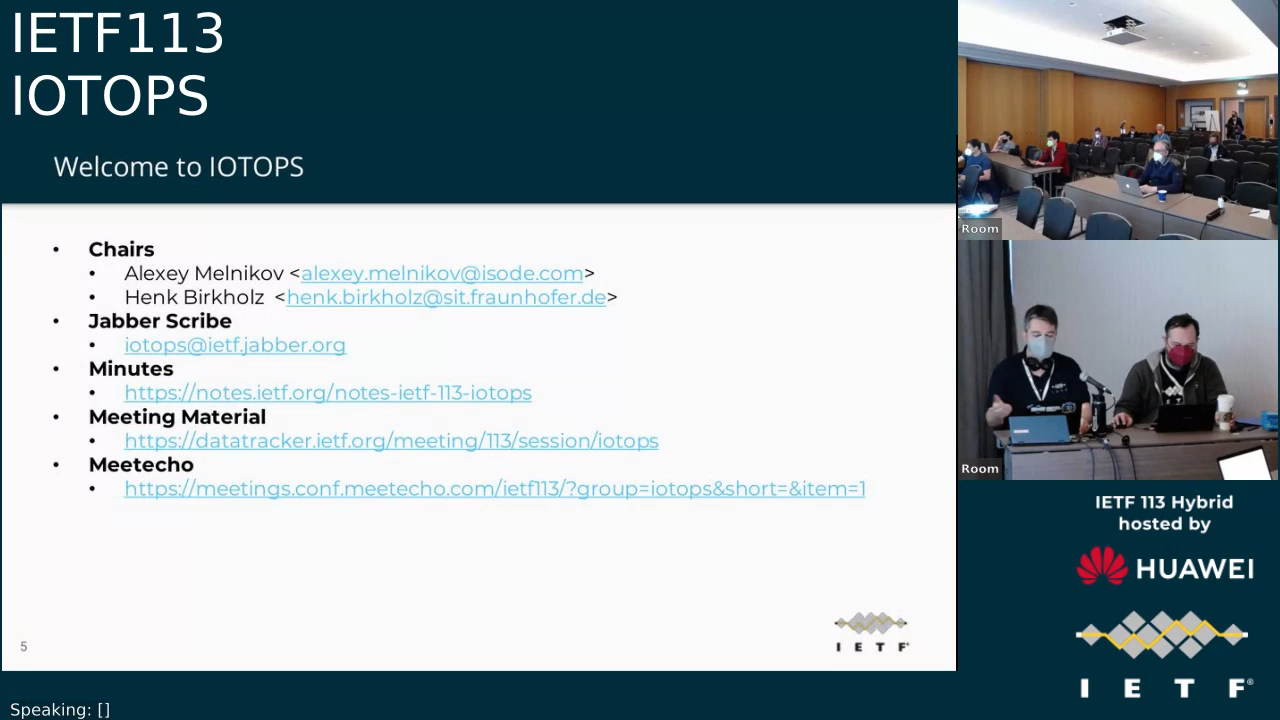 IETF113
IOTOPS
Welcome to IOTOPS
• Chairs
• Alexey Melnikov <alexey.melnikov@isode.com>
• Henk Birkholz <henk.birkholz@sit.fraunhofer.de>
• Jabber Scribe
• iotops@ietf.jabber.org
• Minutes
• https://notes.ietf.org/notes-ietf-113-iotops
• Meeting Material
• https://datatracker.ietf.org/meeting/113/session/iotops
• Meetecho
• https://meetings.conf.meetecho.com/ietf113/?group=iotops&short=&item=1
5
I E T F®
Speaking: []
Room
Room
IETF 113 Hybrid
hosted by
HUAWEI
I E T F®